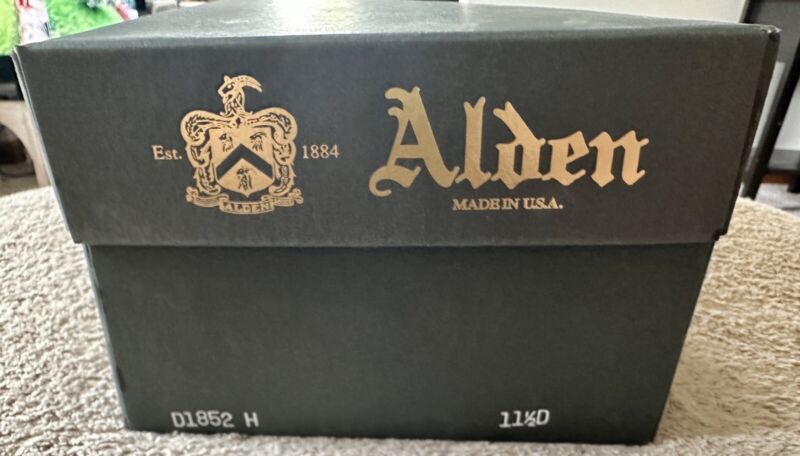 Est. 1884
ALDEN
Alden
MADE IN U.S.A.
D1852 H 11½D